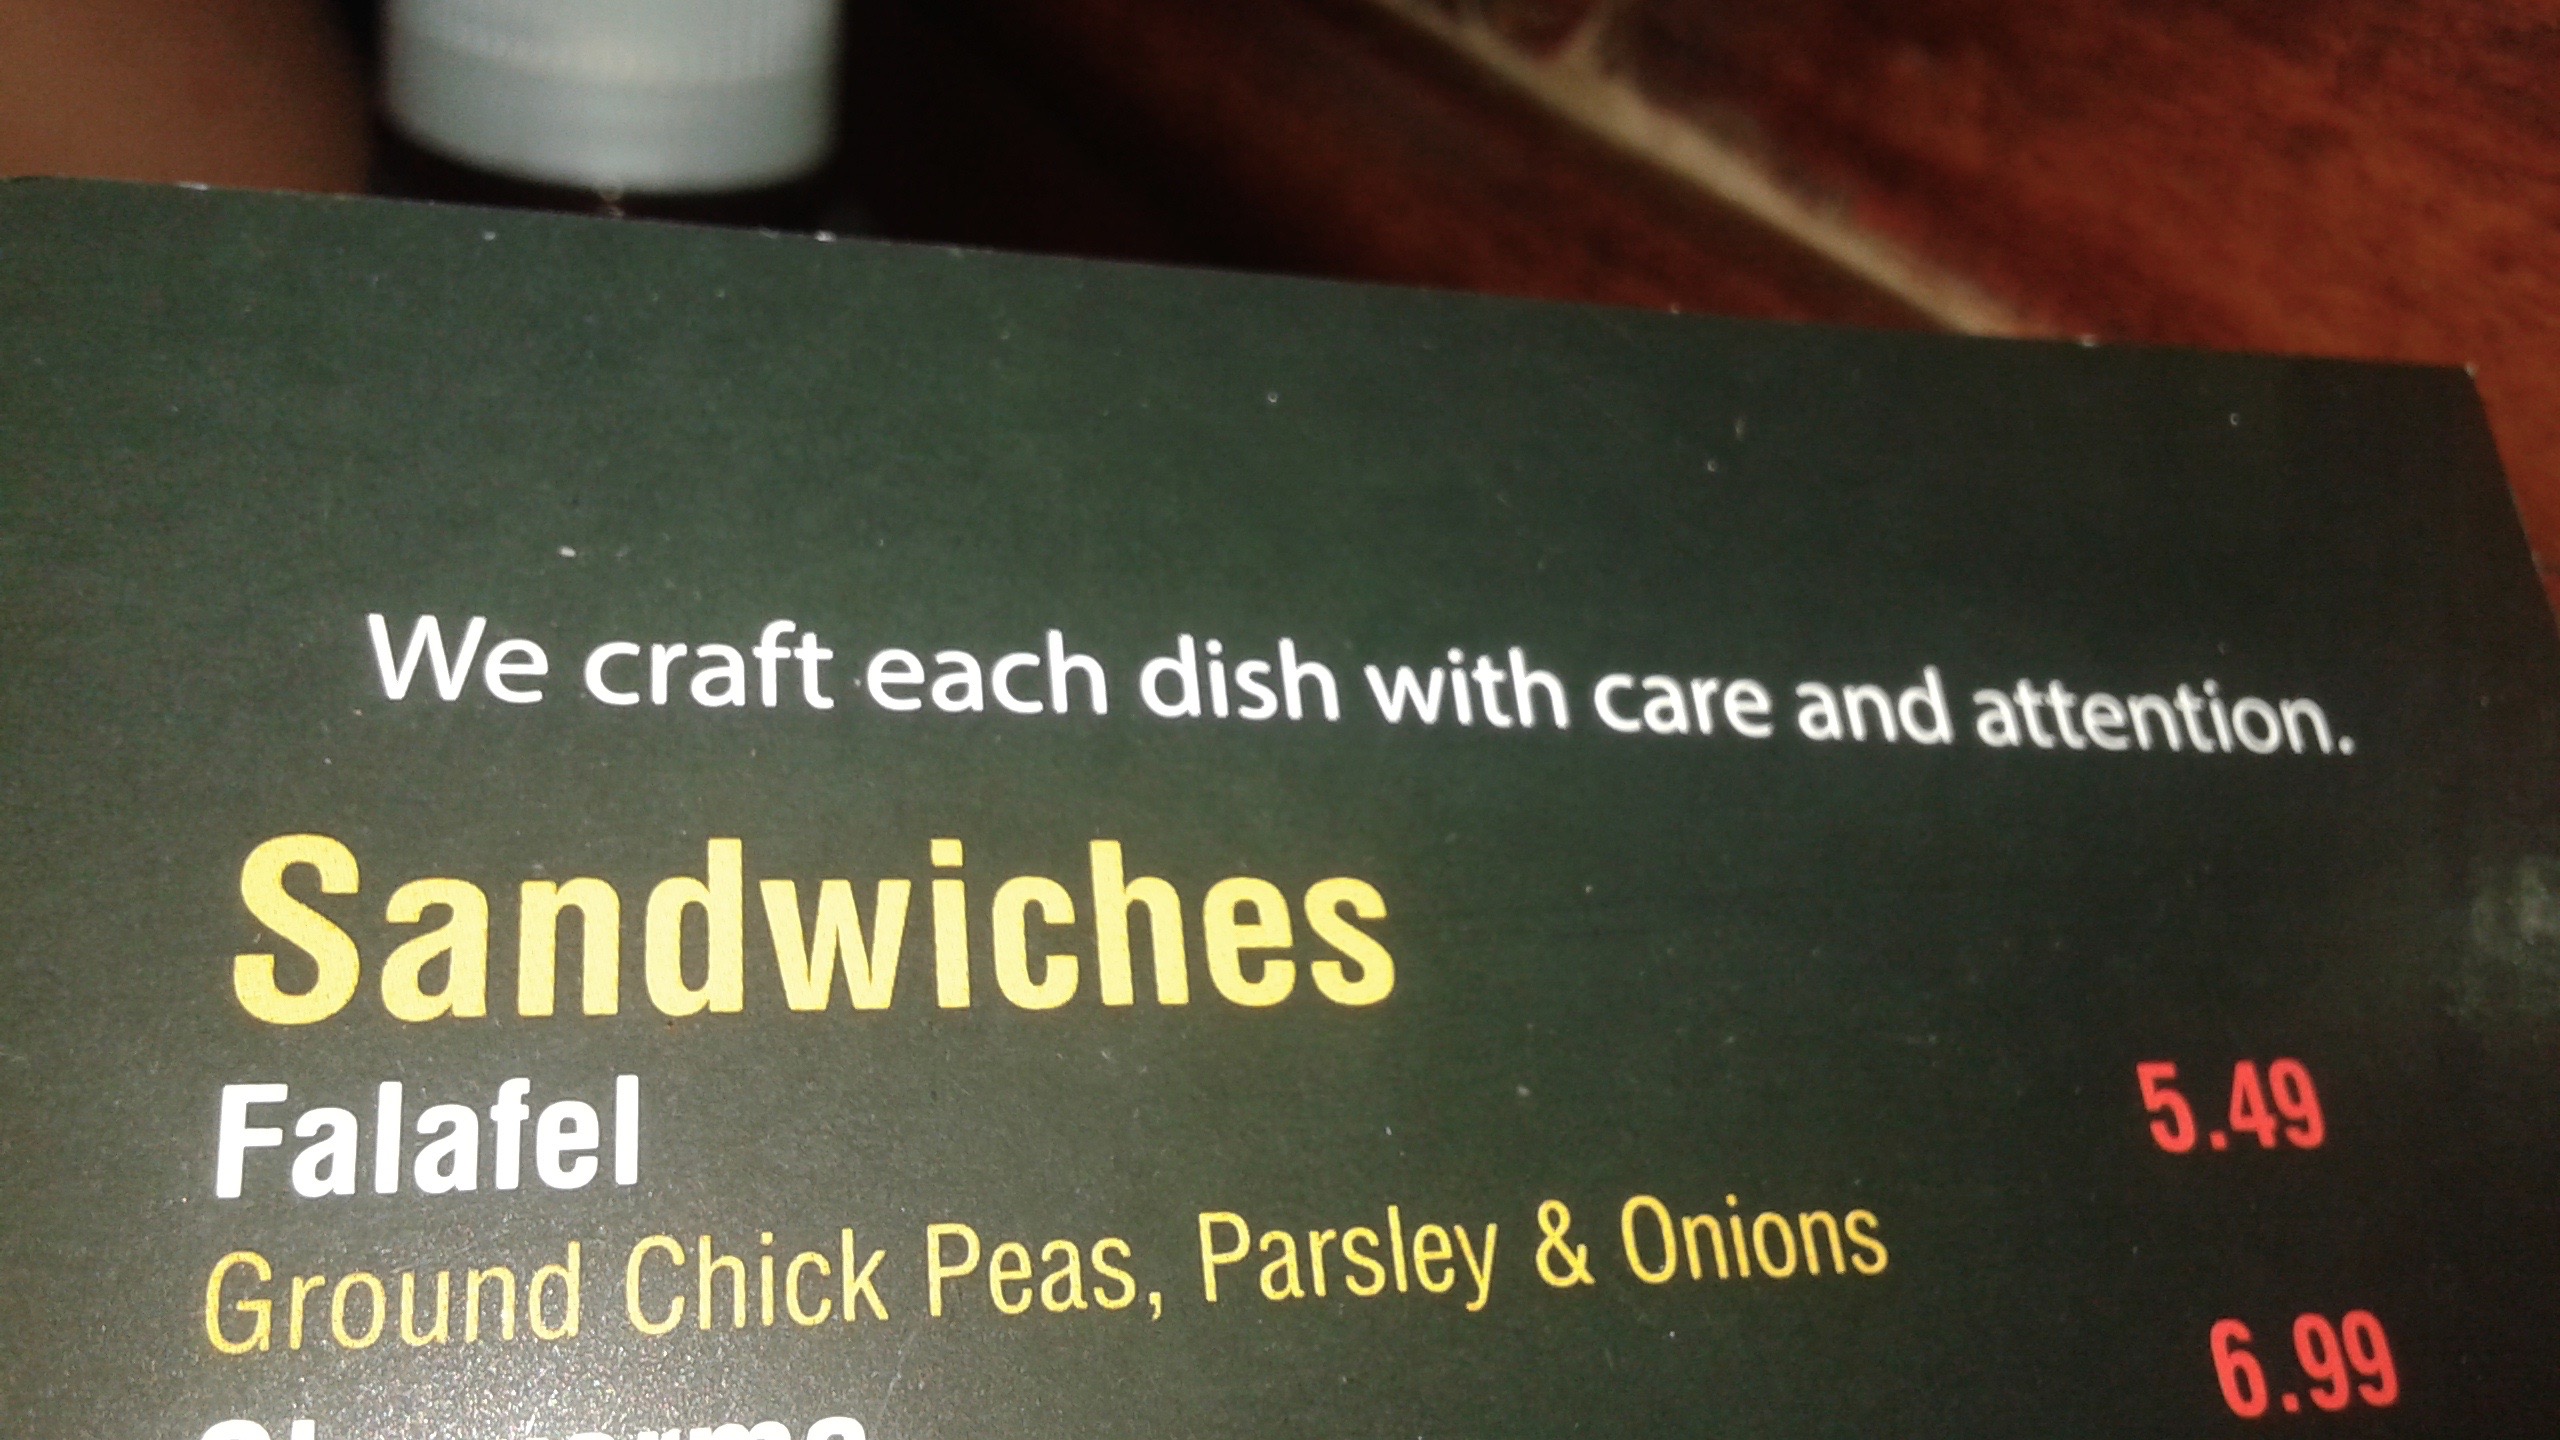 We craft each dish with care and attention.
Sandwiches
Falafel 5.49
Ground Chick Peas, Parsley & Onions
6.99